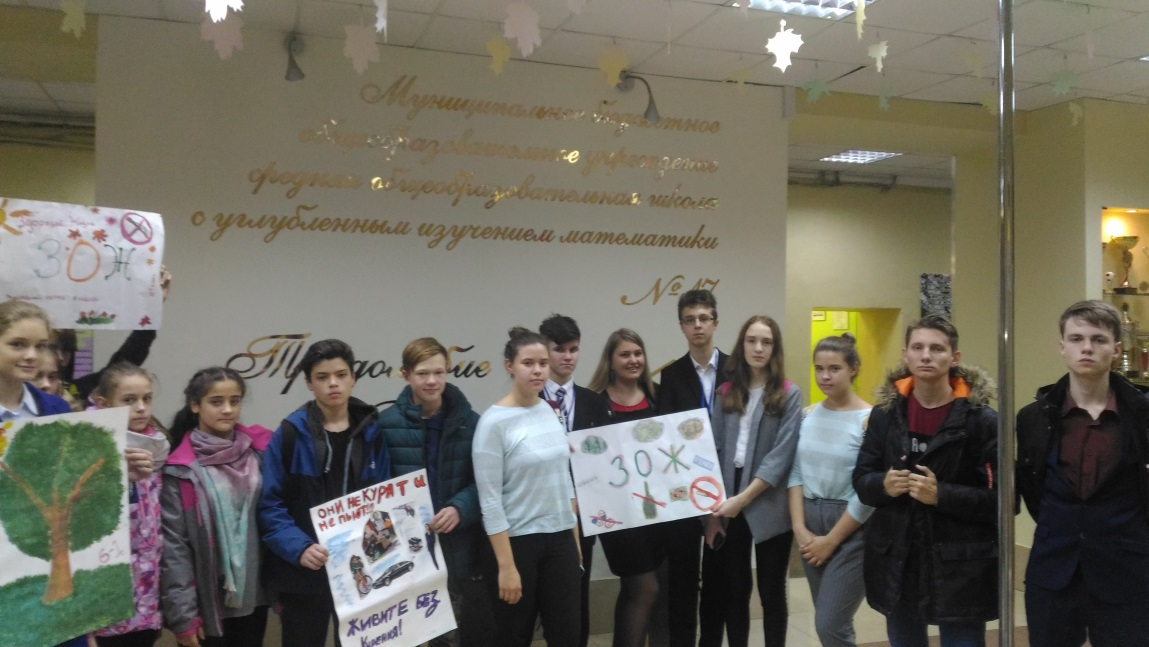 Муниципальное бюджетное
общеобразовательное учреждение
средняя общеобразовательная школа
с углубленным изучением математики
№ 17
Трудолюбие
ЗОЖ
ЗОЖ
ОНИ НЕ КУРЯТ И
НЕ ПЬЮТ!!!
ЖИВИТЕ БЕЗ
курения!